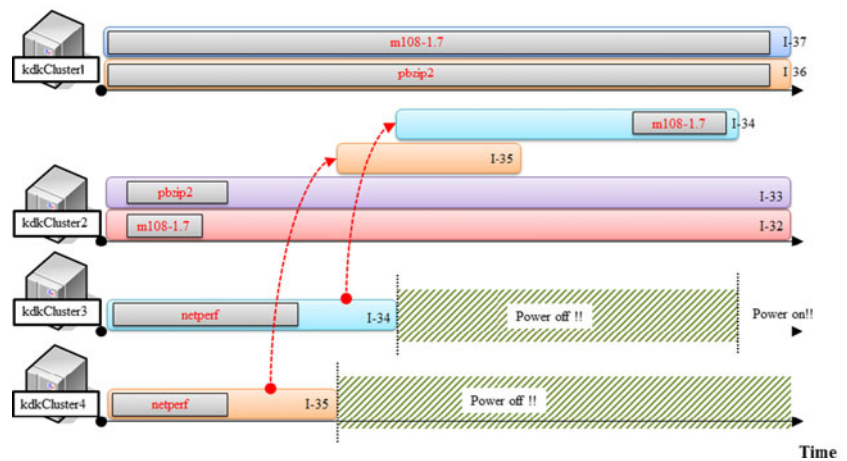 m108-1.7
I-37
kdkCluster1
pbzip2
I-36
m108-1.7
I-34
I-35
pbzip2
I-33
kdkCluster2
m108-1.7
I-32
kdkCluster3
netperf
I-34
Power off !!
Power on!!
kdkCluster4
netperf
I-35
Power off !!
Time